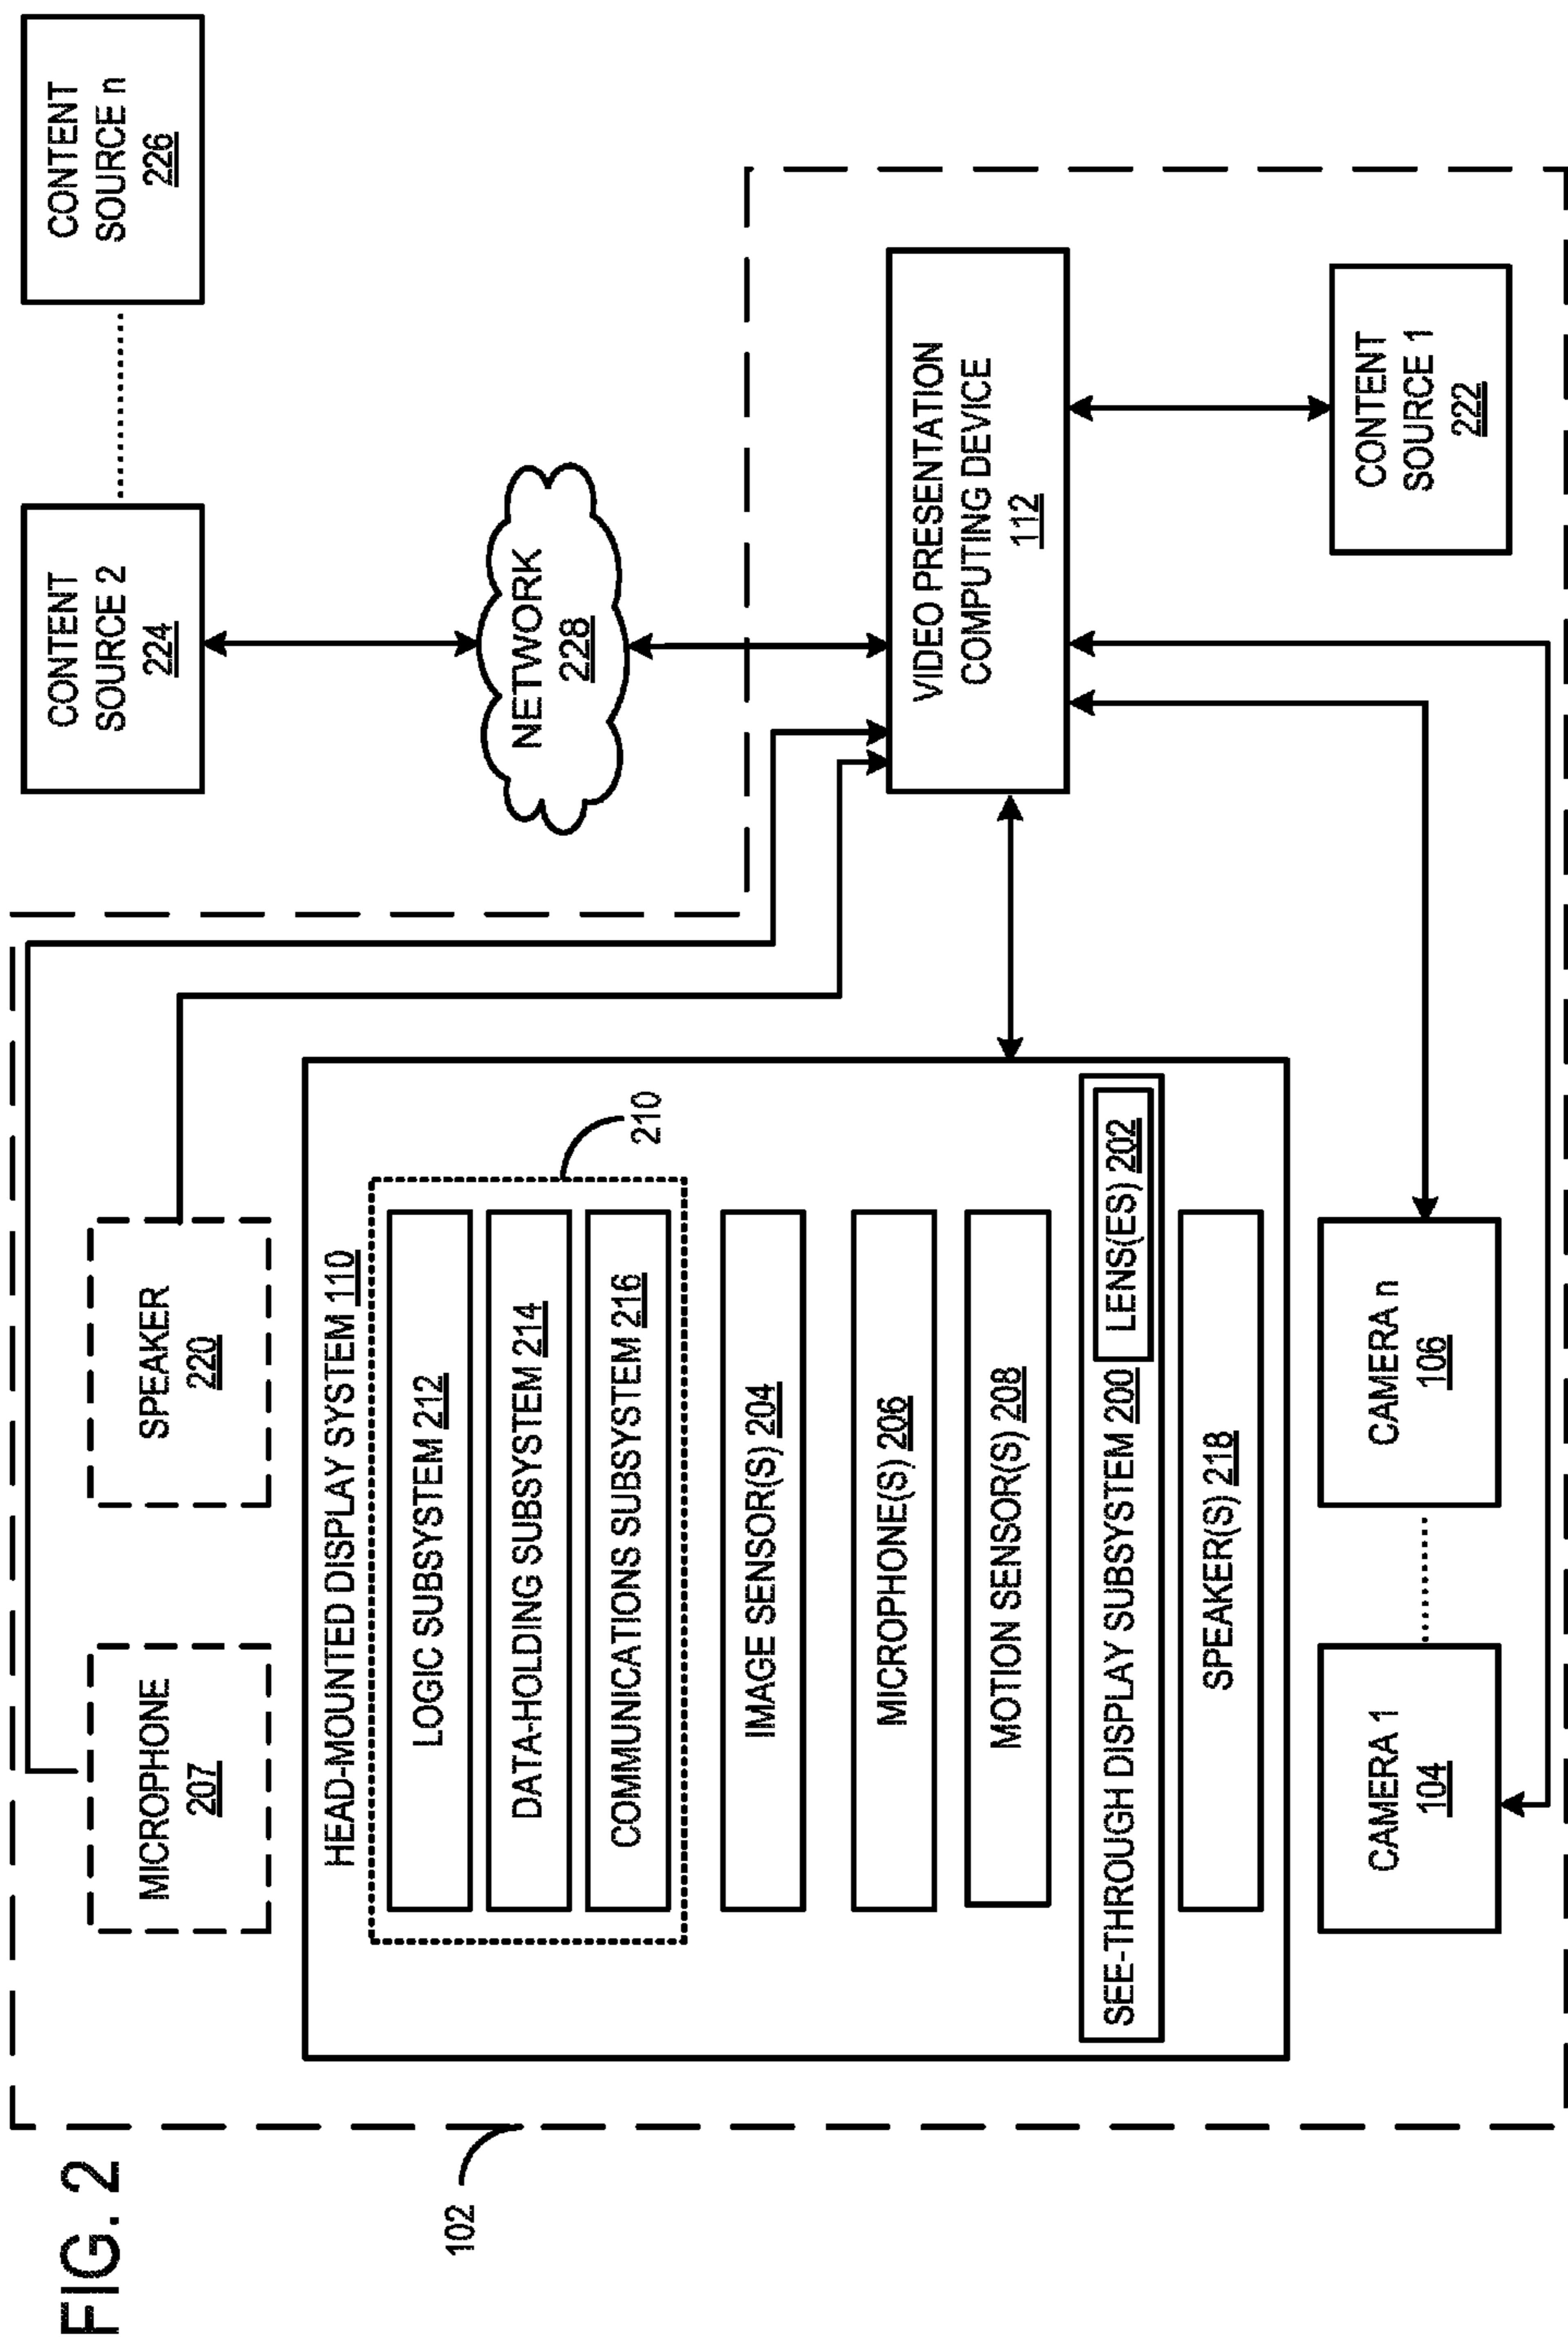 FIG. 2
102
MICROPHONE
207
SPEAKER
220
HEAD-MOUNTED DISPLAY SYSTEM 110
210
LOGIC SUBSYSTEM 212
DATA-HOLDING SUBSYSTEM 214
COMMUNICATIONS SUBSYSTEM 216
IMAGE SENSOR(S) 204
MICROPHONE(S) 206
MOTION SENSOR(S) 208
SEE-THROUGH DISPLAY SUBSYSTEM 200
LENS(ES) 202
SPEAKER(S) 218
CAMERA 1
104
CAMERA n
106
CONTENT
SOURCE 2
224
CONTENT
SOURCE n
226
NETWORK
228
VIDEO PRESENTATION
COMPUTING DEVICE
112
CONTENT
SOURCE 1
222